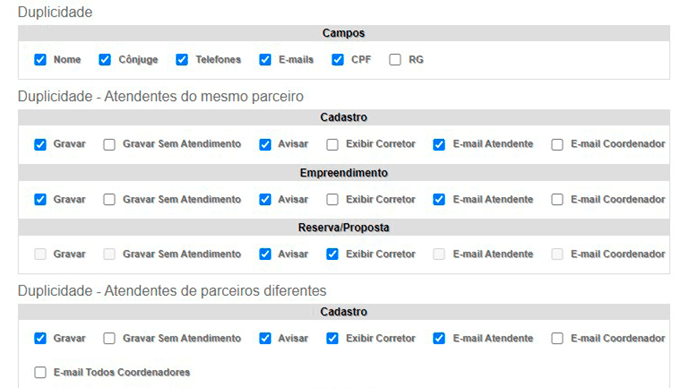 Duplicidade
Campos
Nome Cônjuge Telefones E-mails CPF RG
Duplicidade - Atendentes do mesmo parceiro
Cadastro
Gravar Gravar Sem Atendimento Avisar Exibir Corretor E-mail Atendente E-mail Coordenador
Empreendimento
Gravar Gravar Sem Atendimento Avisar Exibir Corretor E-mail Atendente E-mail Coordenador
Reserva/Proposta
Gravar Gravar Sem Atendimento Avisar Exibir Corretor E-mail Atendente E-mail Coordenador
Duplicidade - Atendentes de parceiros diferentes
Cadastro
Gravar Gravar Sem Atendimento Avisar Exibir Corretor E-mail Atendente E-mail Coordenador
E-mail Todos Coordenadores